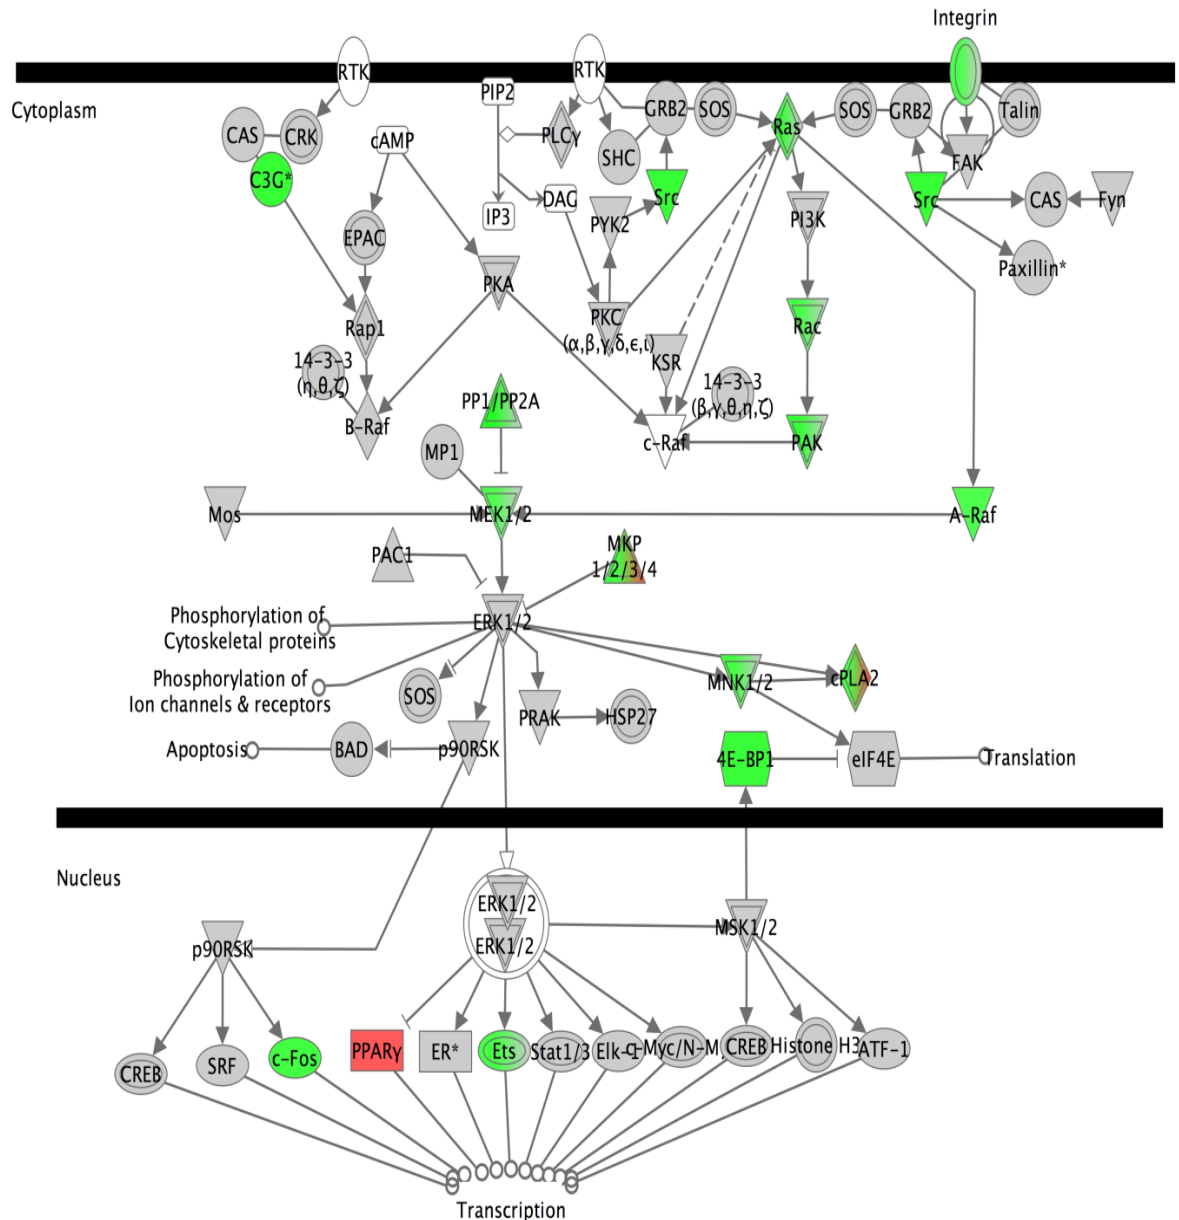 Integrin
RTK
RTK
Cytoplasm
PIP2
GRB2
SOS
SOS
GRB2
Talin
CAS
CRK
cAMP
PLCγ
Ras
SHC
FAK
C3G*
DAG
IP3
Src
PYK2
PI3K
Src
CAS
Fyn
EPAC
Paxillin*
PKA
Rap1
PKC
(α,β,γ,δ,ε,ι)
Rac
KSR
14-3-3
(η,θ,ζ)
14-3-3
(β,γ,θ,η,ζ)
PP1/PP2A
B-Raf
MP1
c-Raf
PAK
Mos
MEK1/2
A-Raf
PAC1
MKP
1/2/3/4
Phosphorylation of
Cytoskeletal proteins
ERK1/2
Phosphorylation of
Ion channels & receptors
SOS
MNK1/2
cPLA2
PRAK
HSP27
Apoptosis
BAD
p90RSK
4E-BP1
eIF4E
Translation
Nucleus
ERK1/2
ERK1/2
MSK1/2
p90RSK
CREB
SRF
c-Fos
PPARγ
ER*
Ets
Stat1/3
Elk-1
c-Myc/N-M
CREB
Histone H3
ATF-1
Transcription